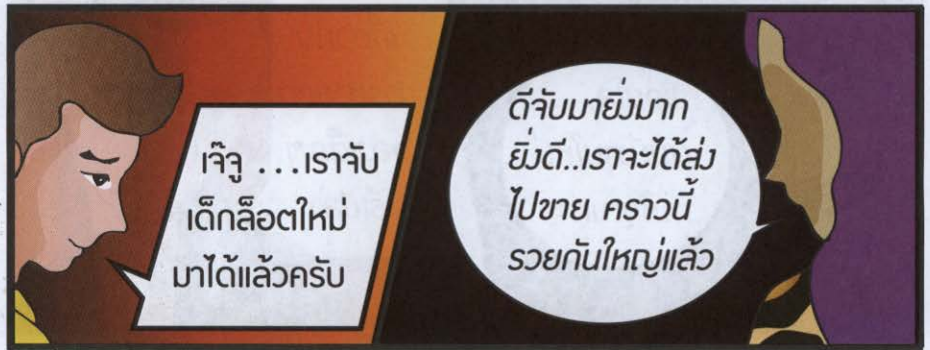 เจ๊จู ...เราจับ
เด็กล็อตใหม่
มาได้แล้วครับ
ดีจับมายิ่งมาก
ยิ่งดี..เราจะได้ส่ง
ไปขาย คราวนี้
รวยกันใหญ่แล้ว